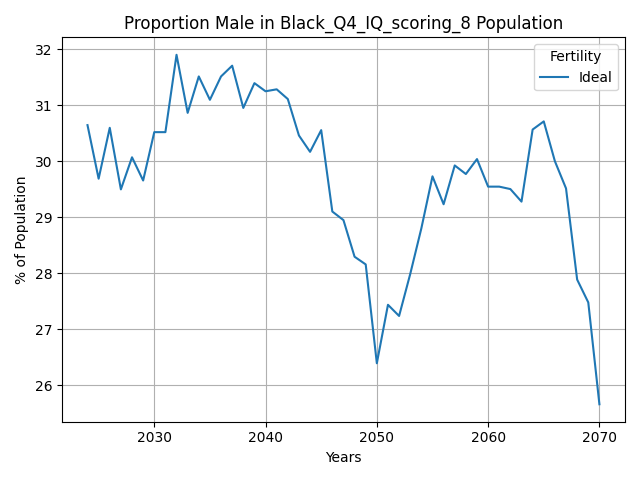 Proportion Male in Black_Q4_IQ_scoring_8 Population
Fertility
Ideal
% of Population
32
31
30
29
28
27
26
2030 2040 2050 2060 2070
Years